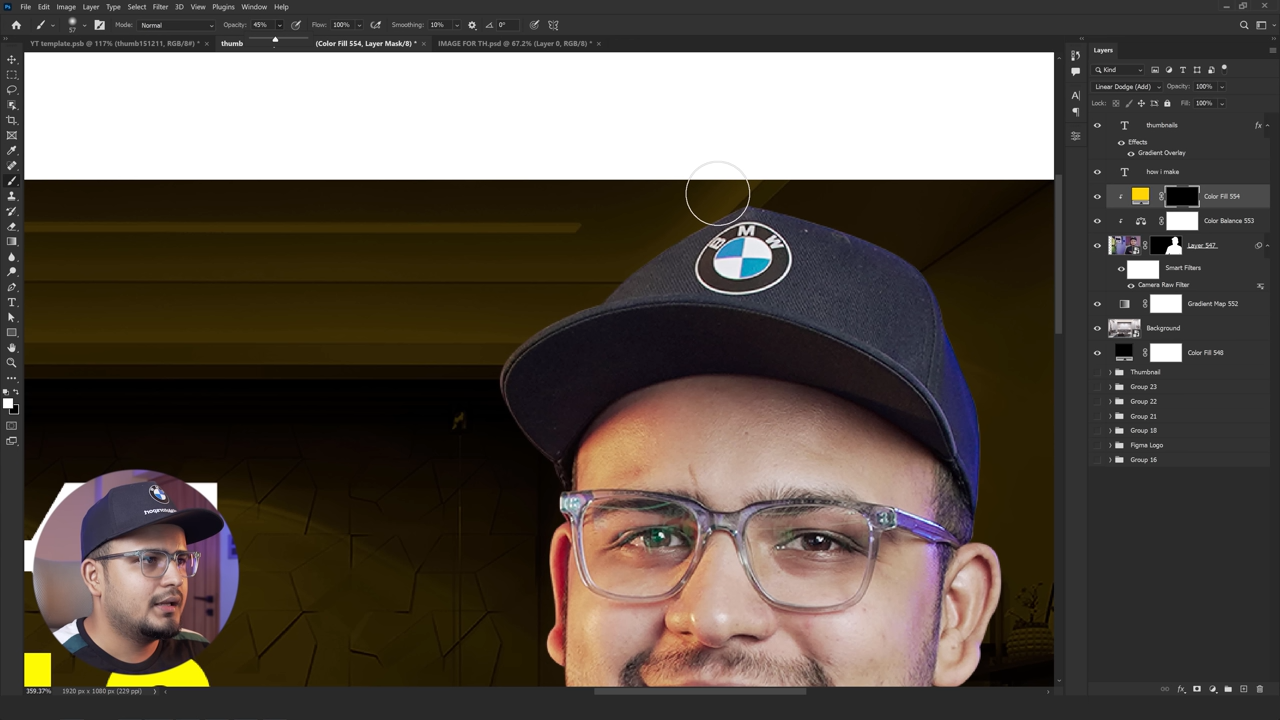 File Edit Image Layer Type Select Filter 3D View Plugins Window Help
Mode: Normal Opacity: 45% Flow: 100% Smoothing: 10% 0°
57
YT template.psb @ 117% (thumb151211, RGB/8#) * × thumb (Color Fill 554, Layer Mask/8) * × IMAGE FOR TH.psd @ 67.2% (Layer 0, RGB/8) * ×
Layers
Kind
Linear Dodge (Add) Opacity: 100%
Lock: Fill: 100%
thumbnails fx
Effects
Gradient Overlay
how i make
Color Fill 554
Color Balance 553
Layer 547
Smart Filters
Camera Raw Filter
Gradient Map 552
Background
Color Fill 548
Thumbnail
Group 23
Group 22
Group 21
Group 18
Figma Logo
Group 16
BMW
359.37% 1920 px x 1080 px (229 ppi)